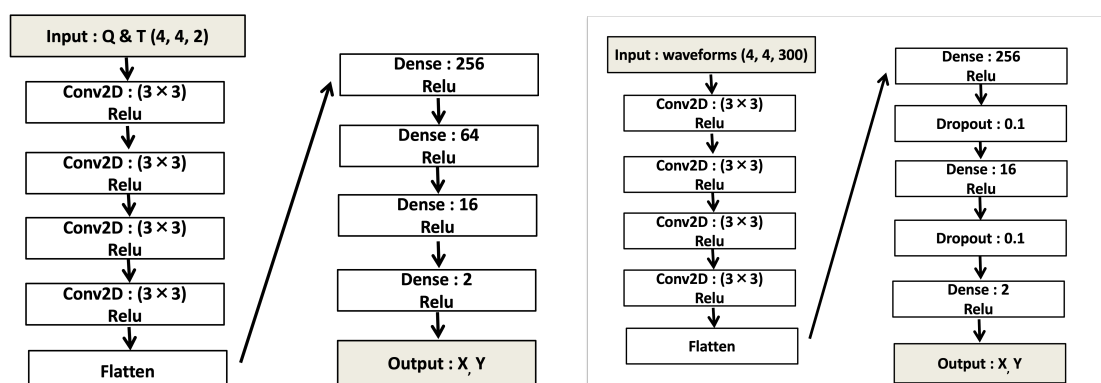 Input : Q & T (4, 4, 2)
Conv2D : (3 × 3)
Relu
Conv2D : (3 × 3)
Relu
Conv2D : (3 × 3)
Relu
Conv2D : (3 × 3)
Relu
Flatten
Dense : 256
Relu
Dense : 64
Relu
Dense : 16
Relu
Dense : 2
Relu
Output : X, Y
Input : waveforms (4, 4, 300)
Conv2D : (3 × 3)
Relu
Conv2D : (3 × 3)
Relu
Conv2D : (3 × 3)
Relu
Conv2D : (3 × 3)
Relu
Flatten
Dense : 256
Relu
Dropout : 0.1
Dense : 16
Relu
Dropout : 0.1
Dense : 2
Relu
Output : X, Y